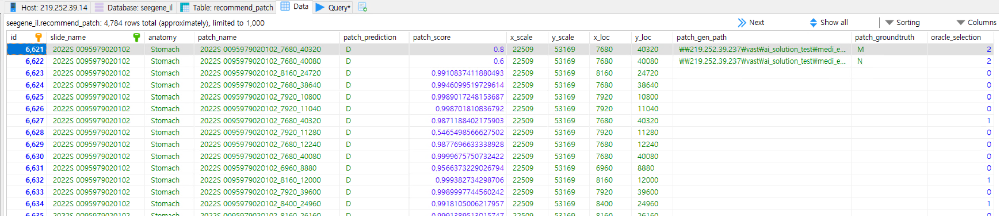 Host: 219.252.39.14 Database: seegene_il Table: recommend_patch Data Query*
seegene_il.recommend_patch: 4,784 rows total (approximately), limited to 1,000 Next Show all Sorting Columns
id slide_name anatomy patch_name patch_prediction patch_score x_scale y_scale x_loc y_loc patch_gen_path patch_groundtruth oracle_selection
6,621 2022S 0095979020102 Stomach 2022S 0095979020102_7680_40320 D 0.8 22509 53169 7680 40320 ₩₩219.252.39.237₩vast₩ai_solution_test₩medi_e... M 2
6,622 2022S 0095979020102 Stomach 2022S 0095979020102_7680_40080 D 0.6 22509 53169 7680 40080 ₩₩219.252.39.237₩vast₩ai_solution_test₩medi_e... N 2
6,623 2022S 0095979020102 Stomach 2022S 0095979020102_8160_24720 D 0.9910837411880493 22509 53169 8160 24720 0
6,624 2022S 0095979020102 Stomach 2022S 0095979020102_7680_38640 D 0.9946099519729614 22509 53169 7680 38640 0
6,625 2022S 0095979020102 Stomach 2022S 0095979020102_7920_10800 D 0.9989017248153687 22509 53169 7920 10800 0
6,626 2022S 0095979020102 Stomach 2022S 0095979020102_7920_11040 D 0.998701810836792 22509 53169 7920 11040 0
6,627 2022S 0095979020102 Stomach 2022S 0095979020102_7680_40320 D 0.9871188402175903 22509 53169 7680 40320 1
6,628 2022S 0095979020102 Stomach 2022S 0095979020102_7920_11280 D 0.5465498566627502 22509 53169 7920 11280 0
6,629 2022S 0095979020102 Stomach 2022S 0095979020102_7680_12240 D 0.9877696633338928 22509 53169 7680 12240 0
6,630 2022S 0095979020102 Stomach 2022S 0095979020102_7680_40080 D 0.9999675750732422 22509 53169 7680 40080 0
6,631 2022S 0095979020102 Stomach 2022S 0095979020102_6960_8880 D 0.9566373229026794 22509 53169 6960 8880 0
6,632 2022S 0095979020102 Stomach 2022S 0095979020102_8160_12000 D 0.999382734298706 22509 53169 8160 12000 1
6,633 2022S 0095979020102 Stomach 2022S 0095979020102_7920_39600 D 0.9989997744560242 22509 53169 7920 39600 0
6,634 2022S 0095979020102 Stomach 2022S 0095979020102_8400_24960 D 0.9918105006217957 22509 53169 8400 24960 1
6,635 2022S 0095979020102 Stomach 2022S 0095979020102_8160_26160 D 0.9991389513015747 22509 53169 8160 26160 0